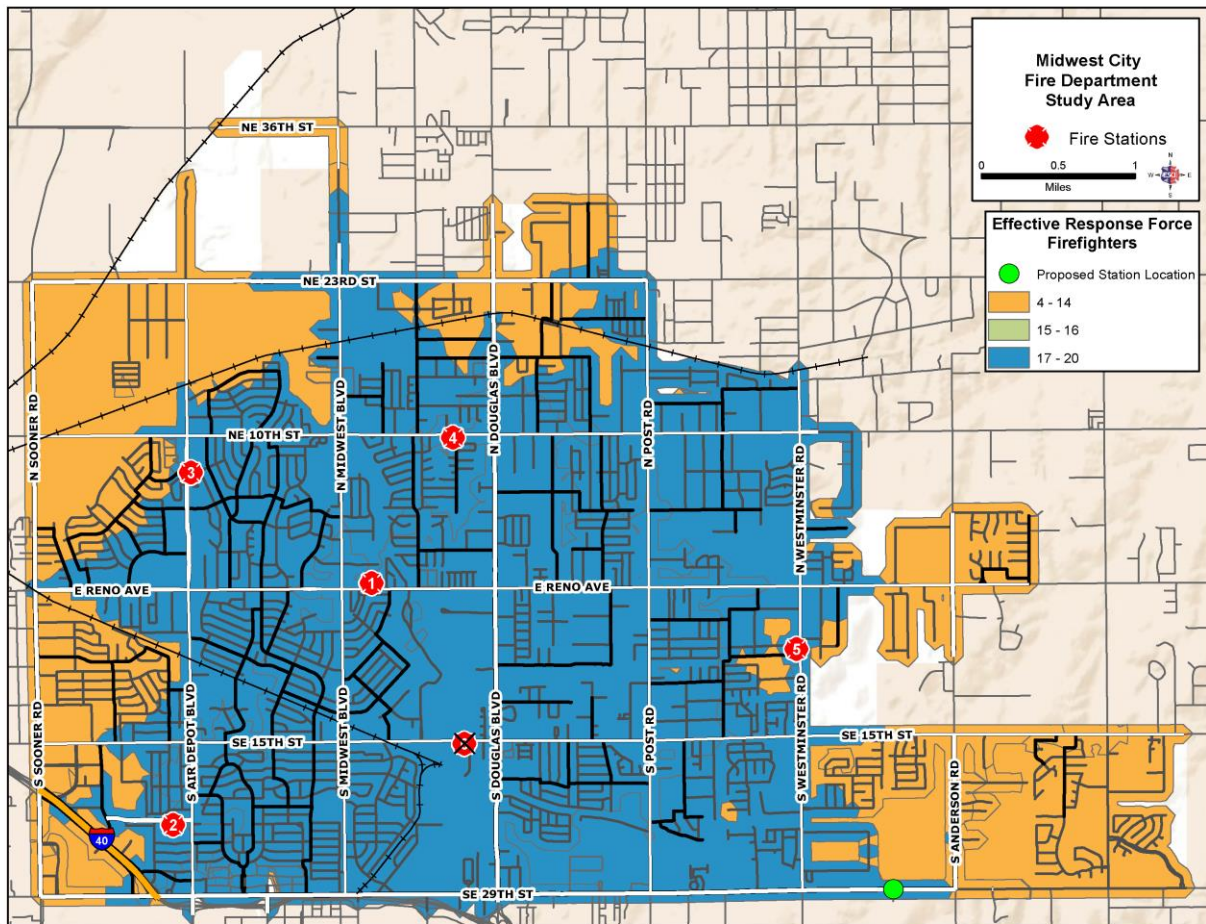 Midwest City
Fire Department
Study Area
Fire Stations
0 0.5 1
Miles
N
W E
S
Effective Response Force
Firefighters
Proposed Station Location
4 - 14
15 - 16
17 - 20
NE 36TH ST
NE 23RD ST
N SOONER RD
N MIDWEST BLVD
N DOUGLAS BLVD
N POST RD
NE 10TH ST
4
3
N WESTMINSTER RD
E RENO AVE
1
E RENO AVE
5
S SOONER RD
S AIR DEPOT BLVD
S MIDWEST BLVD
S DOUGLAS BLVD
S POST RD
S WESTMINSTER RD
SE 15TH ST
SE 15TH ST
S ANDERSON RD
2
40
SE 29TH ST